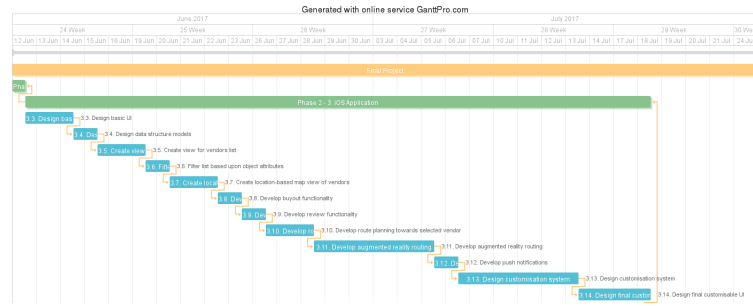 Generated with online service GanttPro.com
June 2017 July 2017
24 Week 25 Week 26 Week 27 Week 28 Week 29 Week 30 Wee
12 Jun 13 Jun 14 Jun 15 Jun 16 Jun 19 Jun 20 Jun 21 Jun 22 Jun 23 Jun 26 Jun 27 Jun 28 Jun 29 Jun 30 Jun 03 Jul 04 Jul 05 Jul 06 Jul 07 Jul 10 Jul 11 Jul 12 Jul 13 Jul 14 Jul 17 Jul 18 Jul 19 Jul 20 Jul 21 Jul 24 Ju
Final Project
Pha
Phase 2 - 3. iOS Application
3.3. Design bas 3.3. Design basic UI
3.4. Des 3.4. Design data structure models
3.5. Create view 3.5. Create view for vendors list
3.6. Filte 3.6. Filter list based upon object attributes
3.7. Create locat 3.7. Create location-based map view of vendors
3.8. Dev 3.8. Develop buyout functionality
3.9. Dev 3.9. Develop review functionality
3.10. Develop ro 3.10. Develop route planning towards selected vendor
3.11. Develop augmented reality routing 3.11. Develop augmented reality routing
3.12. De 3.12. Develop push notifications
3.13. Design customisation system 3.13. Design customisation system
3.14. Design final custor 3.14. Design final customisable UI